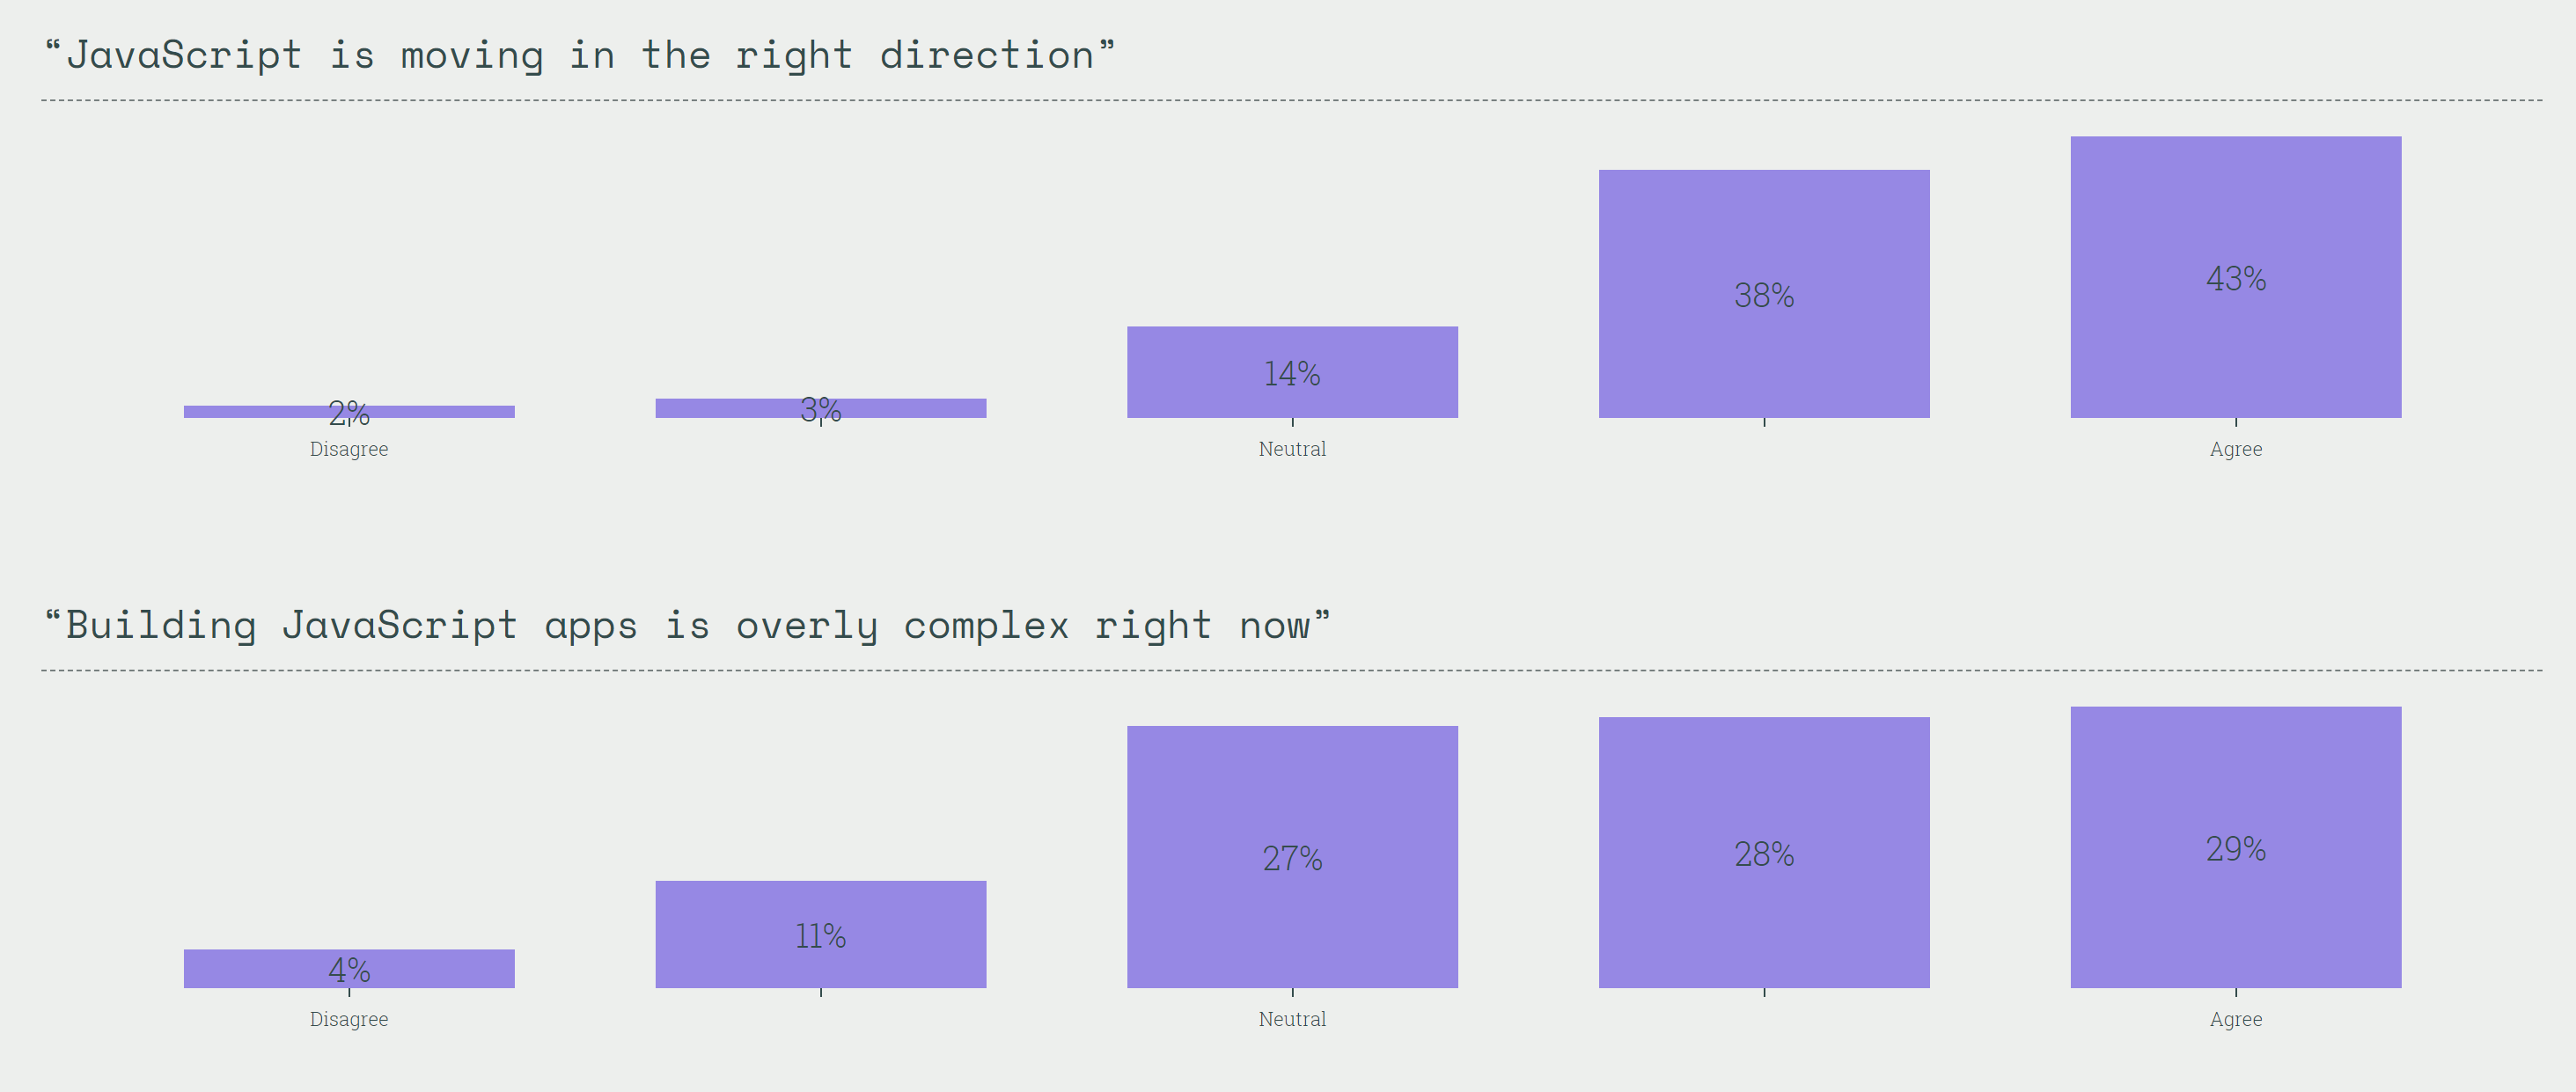 “JavaScript is moving in the right direction”
2% 3% 14% 38% 43%
Disagree Neutral Agree
“Building JavaScript apps is overly complex right now”
4% 11% 27% 28% 29%
Disagree Neutral Agree